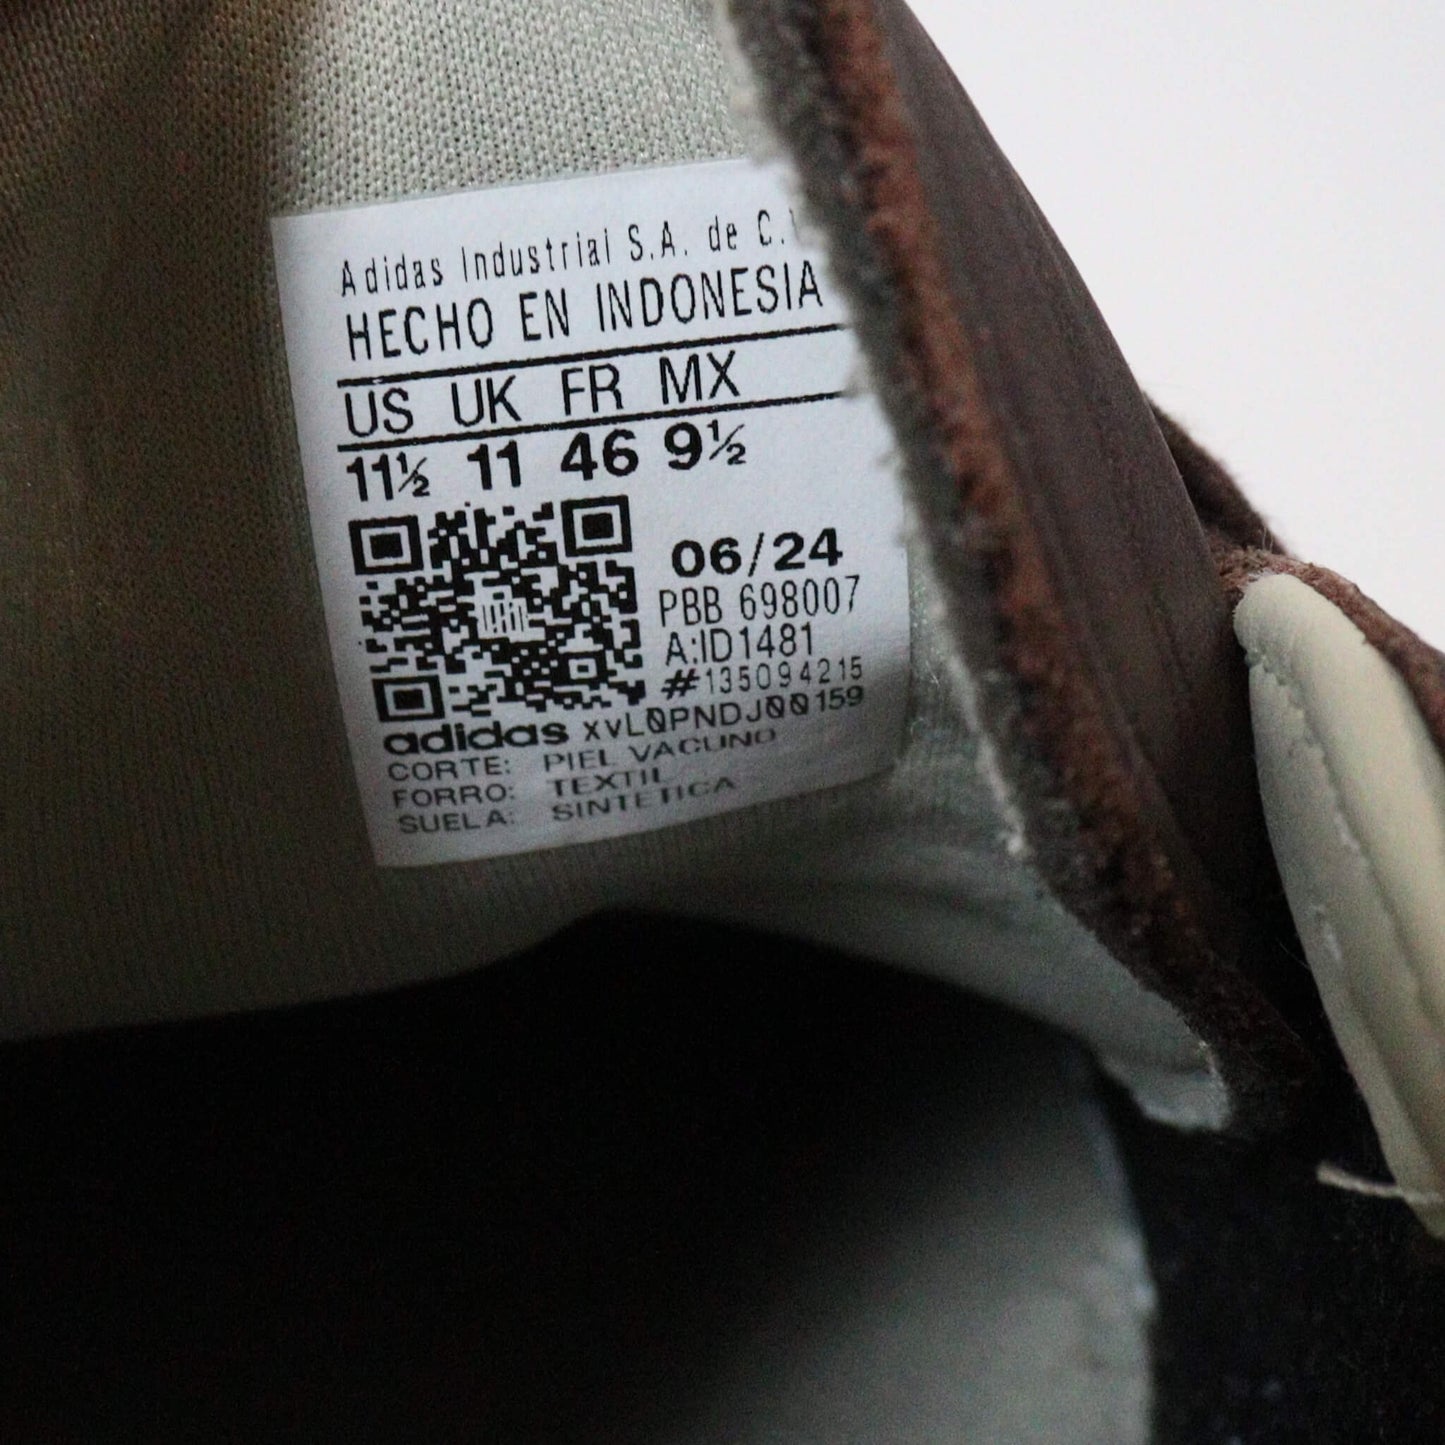 Adidas Industrial S.A. de C.
HECHO EN INDONESIA
US UK FR MX
11½ 11 46 9½
06/24
PBB 698007
A:ID1481
#135094215
adidas XVL0PNDJ00159
CORTE: PIEL VACUNO
FORRO: TEXTIL
SUELA: SINTETICA